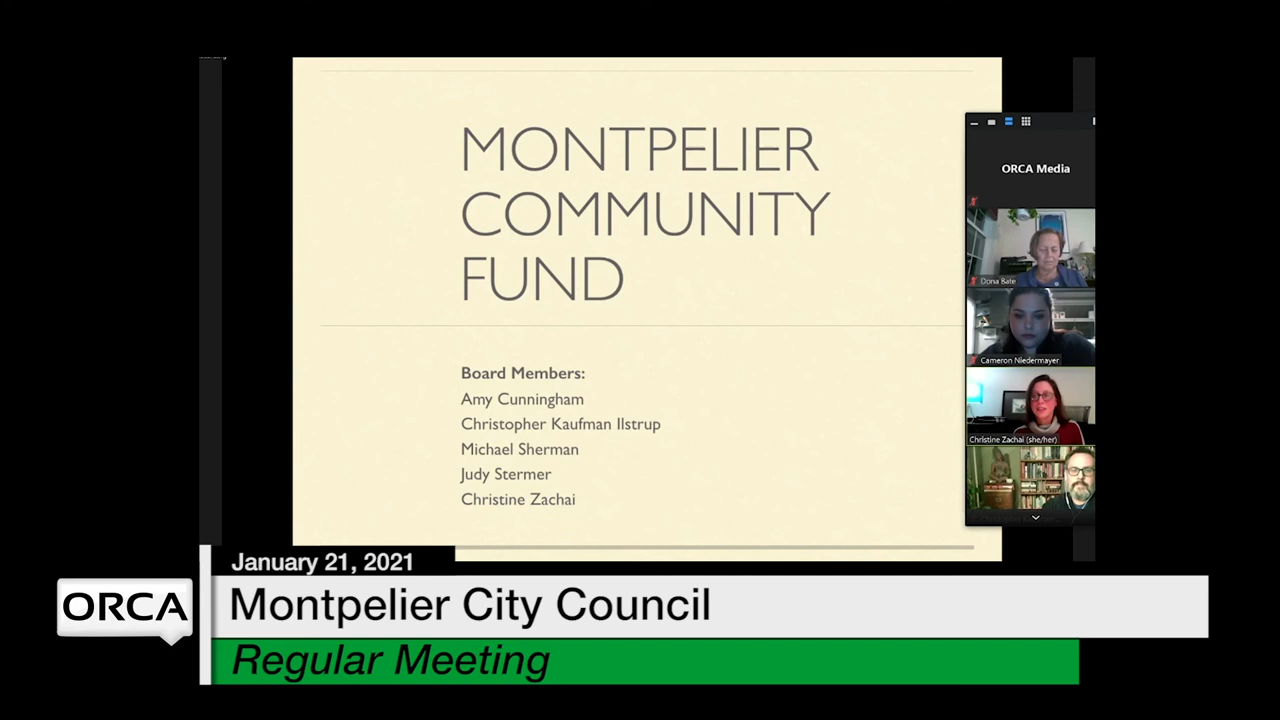 MONTPELIER
COMMUNITY
FUND
Board Members:
Amy Cunningham
Christopher Kaufman Ilstrup
Michael Sherman
Judy Stermer
Christine Zachai
ORCA Media
Dona Bate
Cameron Niedermayer
Christine Zachai (she/her)
January 21, 2021
ORCA
Montpelier City Council
Regular Meeting